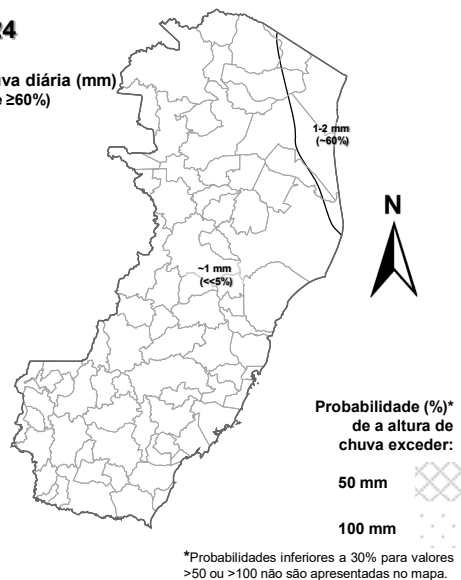 24
uva diária (mm)
e ≥60%)
1-2 mm
(~60%)
N
~1 mm
(<<5%)
Probabilidade (%)*
de a altura de
chuva exceder:
50 mm
100 mm
*Probabilidades inferiores a 30% para valores
>50 ou >100 não são apresentadas no mapa.